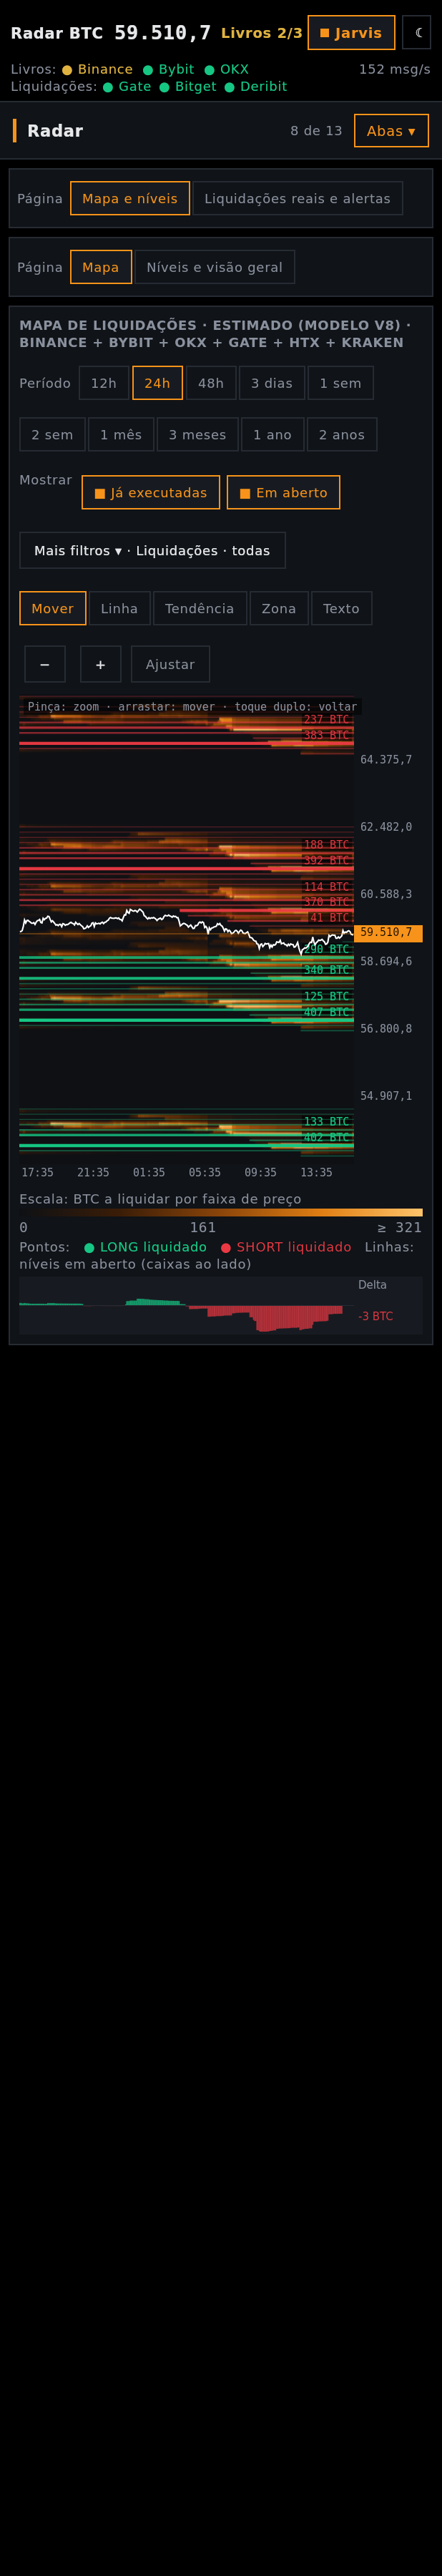 Radar BTC 59.510,7 Livros 2/3 ■ Jarvis ☾
Livros: ● Binance ● Bybit ● OKX 152 msg/s
Liquidações: ● Gate ● Bitget ● Deribit
Radar 8 de 13 Abas ▾
Página Mapa e níveis Liquidações reais e alertas
Página Mapa Níveis e visão geral
MAPA DE LIQUIDAÇÕES · ESTIMADO (MODELO V8) ·
BINANCE + BYBIT + OKX + GATE + HTX + KRAKEN
Período 12h 24h 48h 3 dias 1 sem
2 sem 1 mês 3 meses 1 ano 2 anos
Mostrar ■ Já executadas ■ Em aberto
Mais filtros ▾ · Liquidações · todas
Mover Linha Tendência Zona Texto
− + Ajustar
Pinça: zoom · arrastar: mover · toque duplo: voltar
237 BTC
383 BTC
64.375,7
62.482,0
188 BTC
392 BTC
114 BTC
60.588,3
370 BTC
41 BTC
59.510,7
290 BTC
58.694,6
340 BTC
125 BTC
407 BTC
56.800,8
54.907,1
133 BTC
402 BTC
17:35 21:35 01:35 05:35 09:35 13:35
Escala: BTC a liquidar por faixa de preço
0 161 ≥ 321
Pontos: ● LONG liquidado ● SHORT liquidado Linhas:
níveis em aberto (caixas ao lado)
Delta
-3 BTC